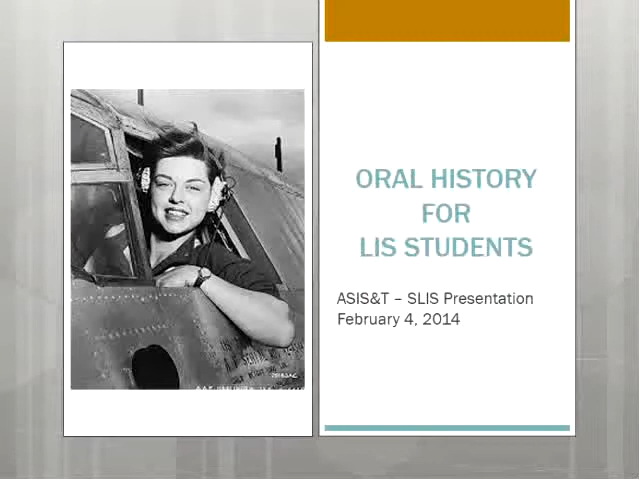 ORAL HISTORY
FOR
LIS STUDENTS
ASIS&T – SLIS Presentation
February 4, 2014